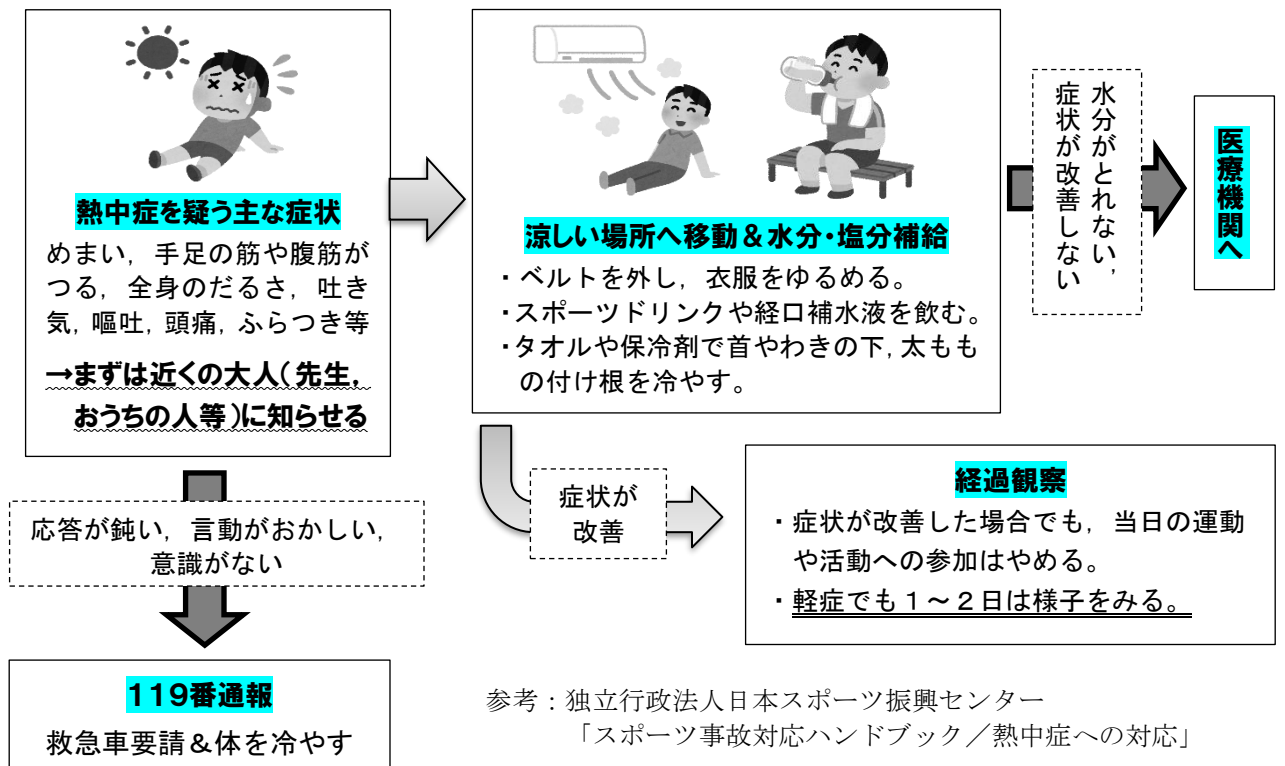 熱中症を疑う主な症状
めまい，手足の筋や腹筋が
つる，全身のだるさ，吐き
気，嘔吐，頭痛，ふらつき等
→まずは近くの大人（先生，
おうちの人等）に知らせる
涼しい場所へ移動＆水分・塩分補給
・ベルトを外し，衣服をゆるめる。
・スポーツドリンクや経口補水液を飲む。
・タオルや保冷剤で首やわきの下，太もも
の付け根を冷やす。
水分がとれない，
症状が改善しない
医療機関へ
応答が鈍い，言動がおかしい，
意識がない
症状が
改善
経過観察
・症状が改善した場合でも，当日の運動
や活動への参加はやめる。
・軽症でも１～２日は様子をみる。
119番通報
救急車要請＆体を冷やす
参考：独立行政法人日本スポーツ振興センター
「スポーツ事故対応ハンドブック／熱中症への対応」